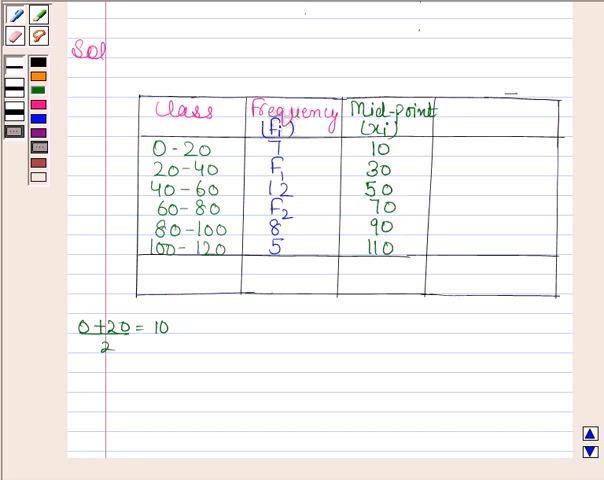 Sol
Class Frequency Mid-point
(fi) (xi)
0-20 7 10
20-40 F1 30
40-60 12 50
60-80 F2 70
80-100 8 90
100-120 5 110
0+20 = 10
2